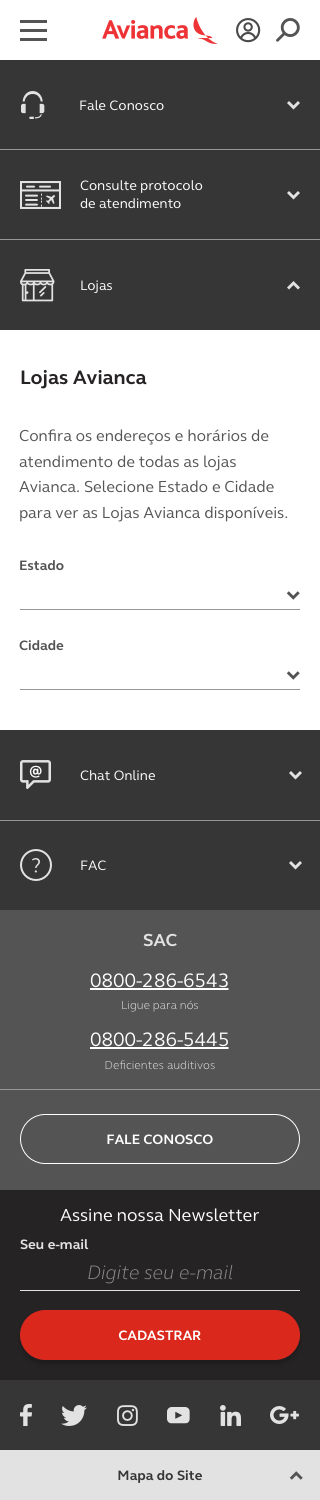 Avianca
Fale Conosco
Consulte protocolo
de atendimento
Lojas
Lojas Avianca
Confira os endereços e horários de
atendimento de todas as lojas
Avianca. Selecione Estado e Cidade
para ver as Lojas Avianca disponíveis.
Estado
Cidade
@
Chat Online
?
FAC
SAC
0800-286-6543
Ligue para nós
0800-286-5445
Deficientes auditivos
FALE CONOSCO
Assine nossa Newsletter
Seu e-mail
Digite seu e-mail
CADASTRAR
f in G+
Mapa do Site